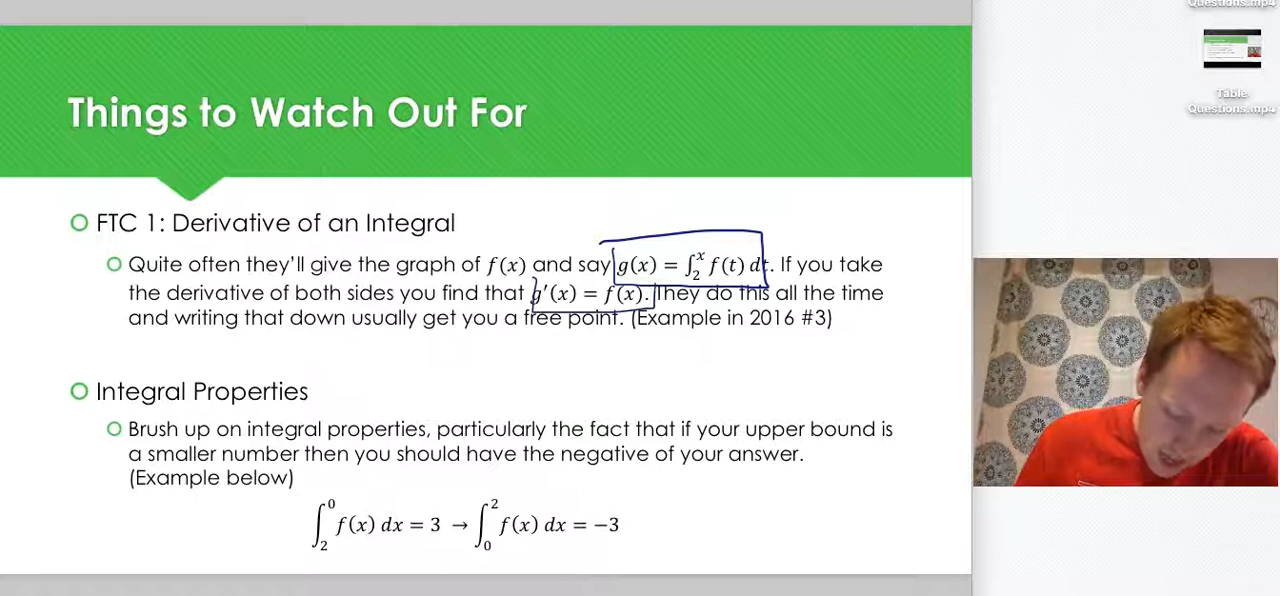 Things to Watch Out For
FTC 1: Derivative of an Integral
Quite often they'll give the graph of f(x) and say g(x) = ∫₂ˣ f(t) dt. If you take
the derivative of both sides you find that g′(x) = f(x). They do this all the time
and writing that down usually get you a free point. (Example in 2016 #3)
Integral Properties
Brush up on integral properties, particularly the fact that if your upper bound is
a smaller number then you should have the negative of your answer.
(Example below)
∫₂⁰ f(x) dx = 3 → ∫₀² f(x) dx = −3
Questions.mp4
Table
Questions.mp4